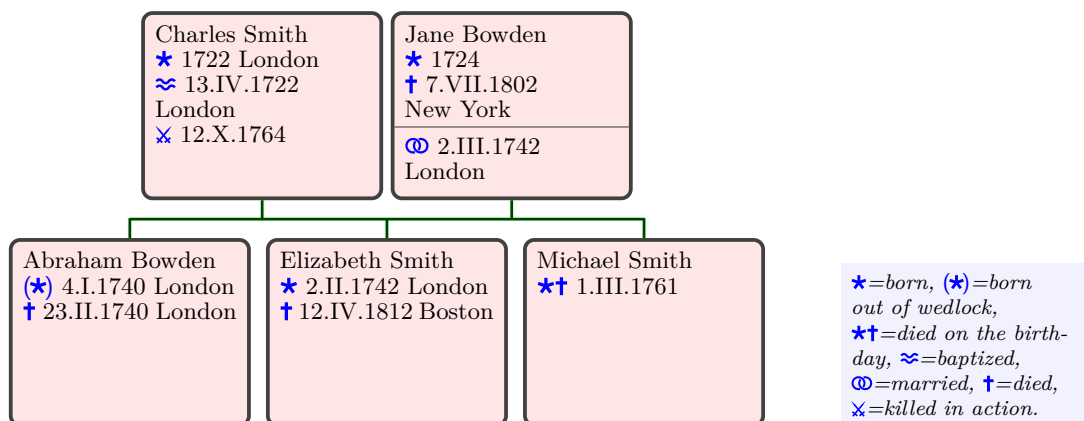 Charles Smith
* 1722 London
≈ 13.IV.1722
London
⚔ 12.X.1764
Jane Bowden
* 1724
† 7.VII.1802
New York
⚭ 2.III.1742
London
Abraham Bowden
(*) 4.I.1740 London
† 23.II.1740 London
Elizabeth Smith
* 2.II.1742 London
† 12.IV.1812 Boston
Michael Smith
*† 1.III.1761
*=born, (*)=born
out of wedlock,
*†=died on the birth-
day, ≈=baptized,
⚭=married, †=died,
⚔=killed in action.